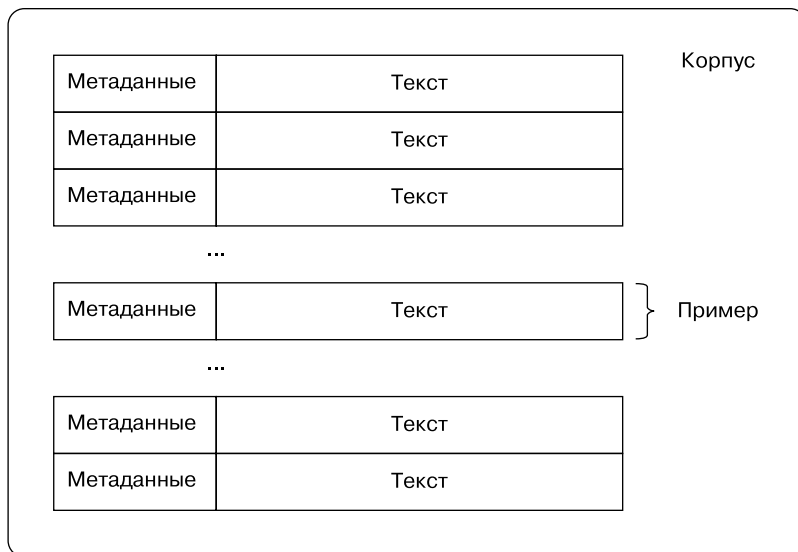 Корпус
Метаданные Текст
Метаданные Текст
Метаданные Текст
...
Метаданные Текст Пример
...
Метаданные Текст
Метаданные Текст